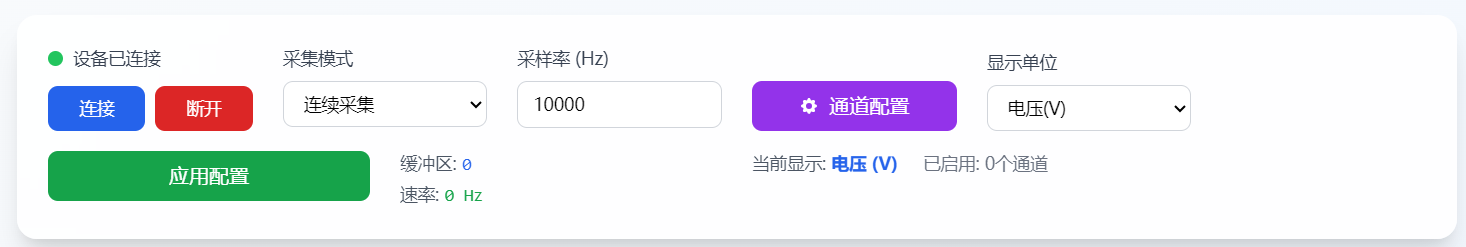 设备已连接
采集模式
采样率 (Hz)
显示单位
连接
断开
连续采集
10000
通道配置
电压(V)
应用配置
缓冲区: 0
当前显示: 电压 (V)
已启用: 0个通道
速率: 0 Hz